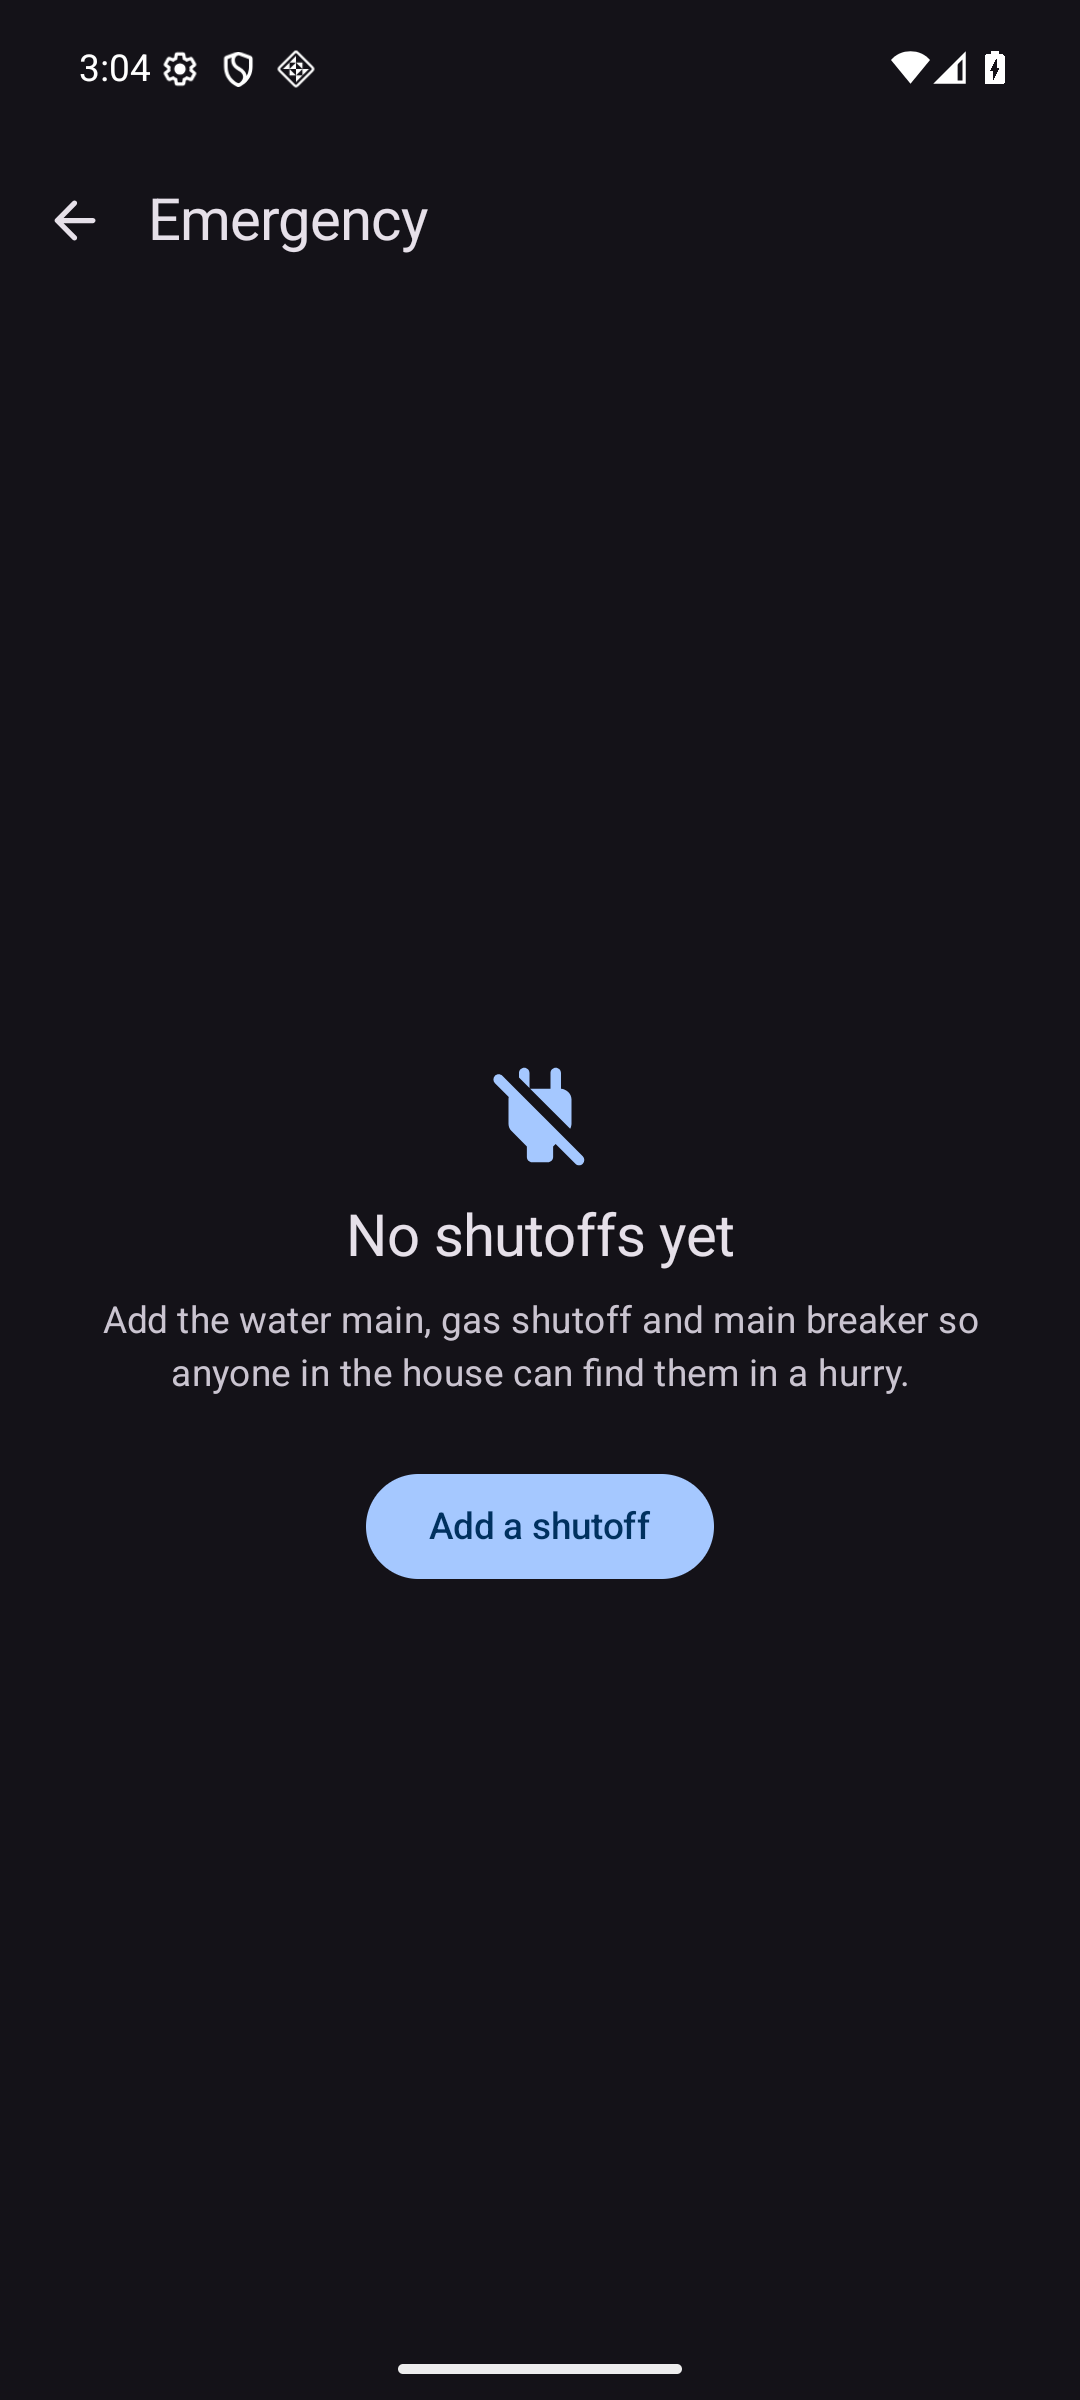 3:04
Emergency
No shutoffs yet
Add the water main, gas shutoff and main breaker so
anyone in the house can find them in a hurry.
Add a shutoff